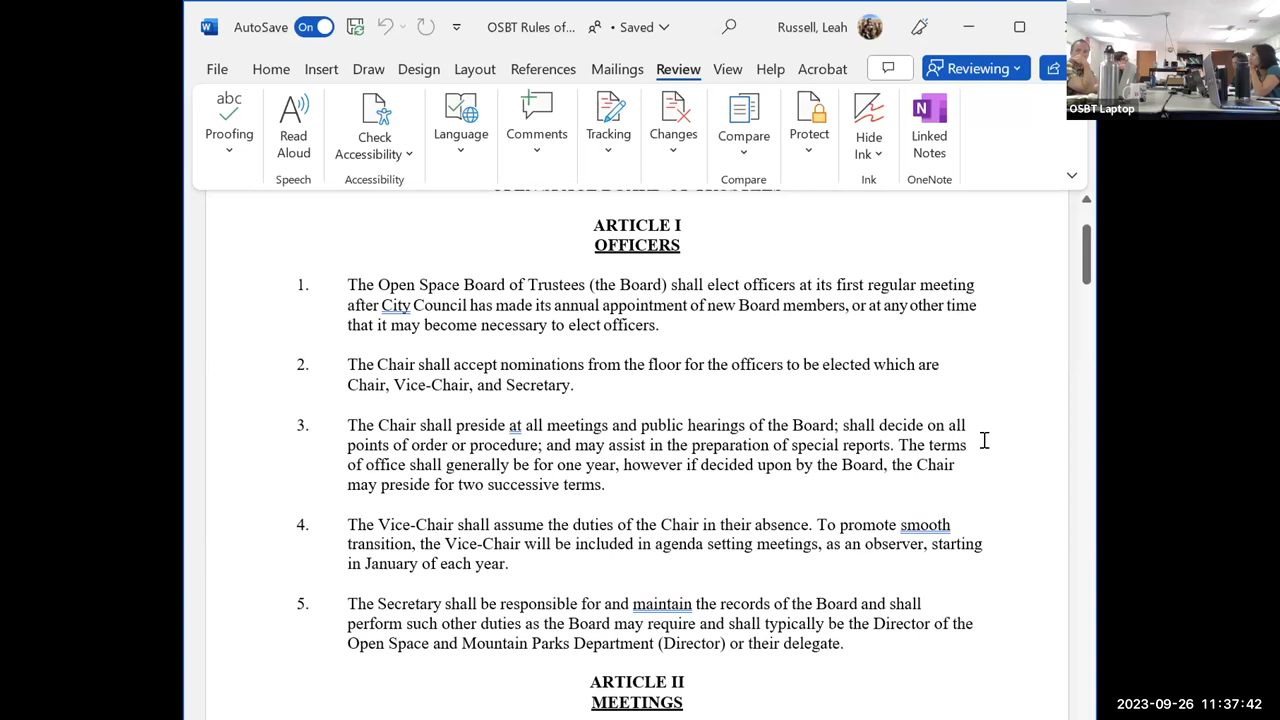 AutoSave On OSBT Rules of... • Saved Russell, Leah
File Home Insert Draw Design Layout References Mailings Review View Help Acrobat Reviewing
abc
Proofing Read Aloud Check Accessibility Language Comments Tracking Changes Compare Protect Hide Ink Linked Notes
Speech Accessibility Compare Ink OneNote
OSBT Laptop
OPEN SPACE BOARD OF TRUSTEES
ARTICLE I
OFFICERS
1. The Open Space Board of Trustees (the Board) shall elect officers at its first regular meeting
after City Council has made its annual appointment of new Board members, or at any other time
that it may become necessary to elect officers.
2. The Chair shall accept nominations from the floor for the officers to be elected which are
Chair, Vice-Chair, and Secretary.
3. The Chair shall preside at all meetings and public hearings of the Board; shall decide on all
points of order or procedure; and may assist in the preparation of special reports. The terms
of office shall generally be for one year, however if decided upon by the Board, the Chair
may preside for two successive terms.
4. The Vice-Chair shall assume the duties of the Chair in their absence. To promote smooth
transition, the Vice-Chair will be included in agenda setting meetings, as an observer, starting
in January of each year.
5. The Secretary shall be responsible for and maintain the records of the Board and shall
perform such other duties as the Board may require and shall typically be the Director of the
Open Space and Mountain Parks Department (Director) or their delegate.
ARTICLE II
MEETINGS
2023-09-26 11:37:42